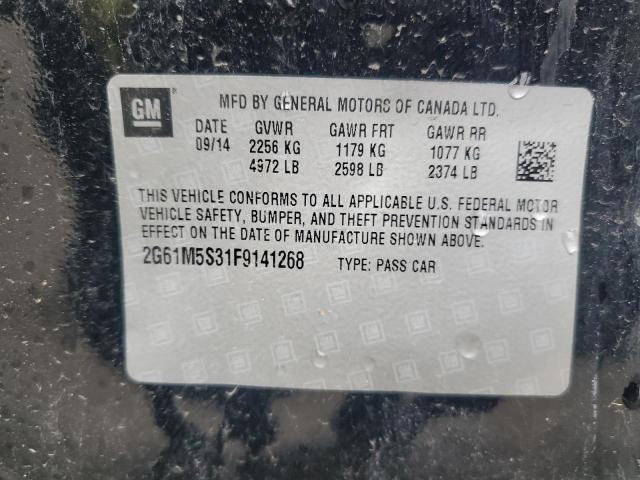 GM
MFD BY GENERAL MOTORS OF CANADA LTD.
DATE GVWR GAWR FRT GAWR RR
09/14 2256 KG 1179 KG 1077 KG
4972 LB 2598 LB 2374 LB
THIS VEHICLE CONFORMS TO ALL APPLICABLE U.S. FEDERAL MOTOR
VEHICLE SAFETY, BUMPER, AND THEFT PREVENTION STANDARDS IN
EFFECT ON THE DATE OF MANUFACTURE SHOWN ABOVE.
2G61M5S31F9141268 TYPE: PASS CAR